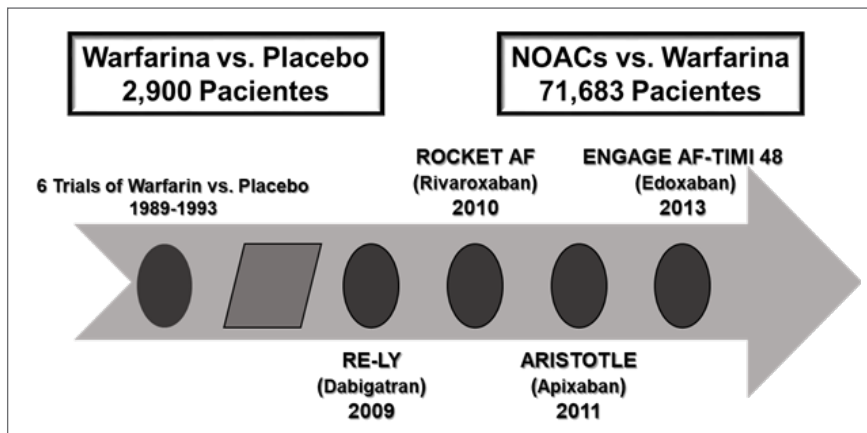 Warfarina vs. Placebo
2,900 Pacientes
NOACs vs. Warfarina
71,683 Pacientes
6 Trials of Warfarin vs. Placebo
1989-1993
ROCKET AF
(Rivaroxaban)
2010
ENGAGE AF-TIMI 48
(Edoxaban)
2013
RE-LY
(Dabigatran)
2009
ARISTOTLE
(Apixaban)
2011